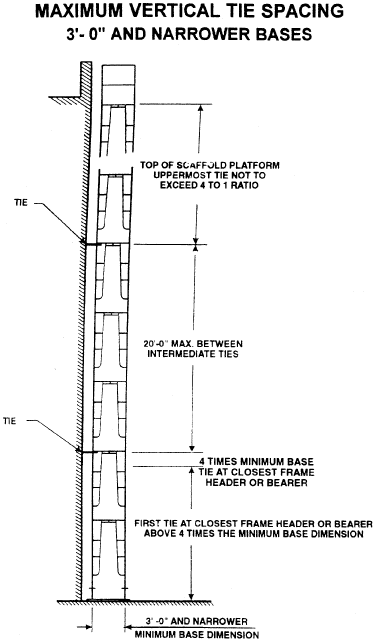 MAXIMUM VERTICAL TIE SPACING
3'- 0" AND NARROWER BASES
TOP OF SCAFFOLD PLATFORM
UPPERMOST TIE NOT TO
EXCEED 4 TO 1 RATIO
TIE
20'-0" MAX. BETWEEN
INTERMEDIATE TIES
TIE
4 TIMES MINIMUM BASE
TIE AT CLOSEST FRAME
HEADER OR BEARER
FIRST TIE AT CLOSEST FRAME HEADER OR BEARER
ABOVE 4 TIMES THE MINIMUM BASE DIMENSION
3' -0" AND NARROWER
MINIMUM BASE DIMENSION